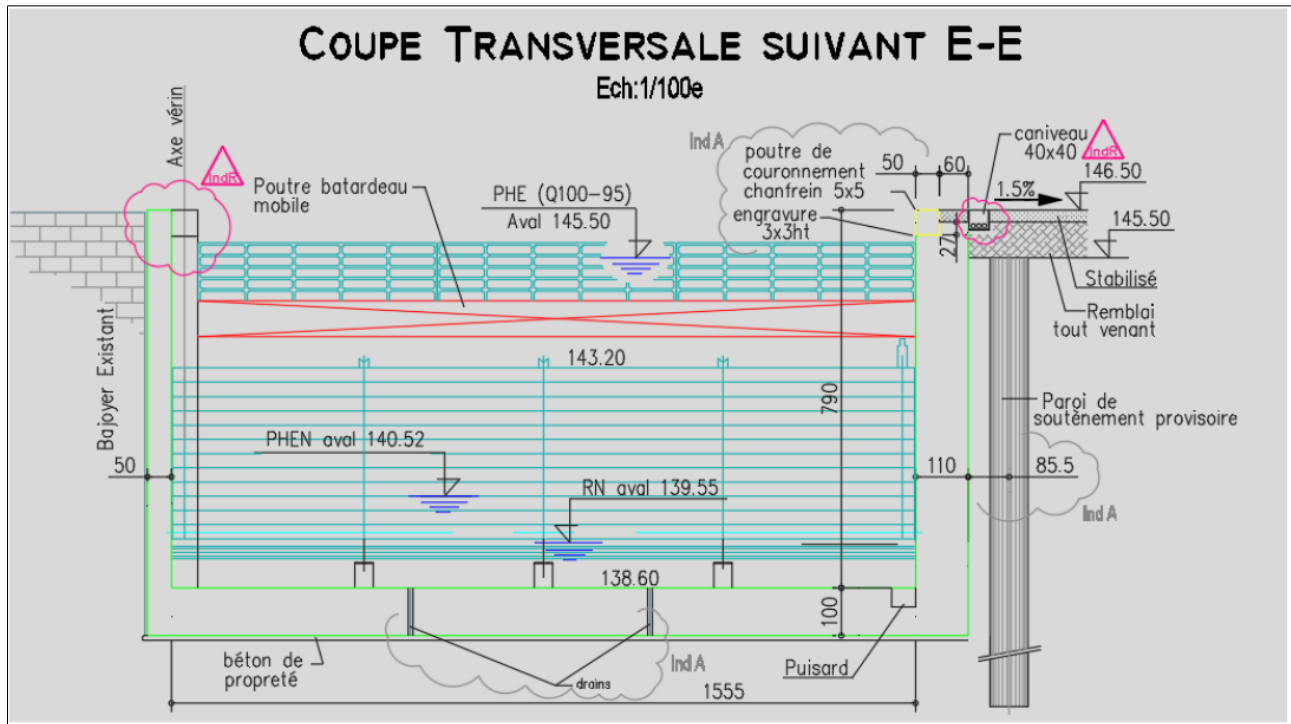 COUPE TRANSVERSALE SUIVANT E-E
Ech:1/100e
Axe vérin
IndR
Poutre batardeau
mobile
PHE (Q100-95)
Aval 145.50
Ind A
poutre de
couronnement
chanfrein 5x5
engravure
3x3ht
50
60
caniveau
40x40
IndR
1.5%
146.50
145.50
27
Stabilisé
Remblai
tout venant
Bajoyer Existant
143.20
790
Paroi de
soutènement provisoire
PHEN aval 140.52
50
RN aval 139.55
110
85.5
Ind A
138.60
100
béton de
propreté
drains
Ind A
Puisard
1555